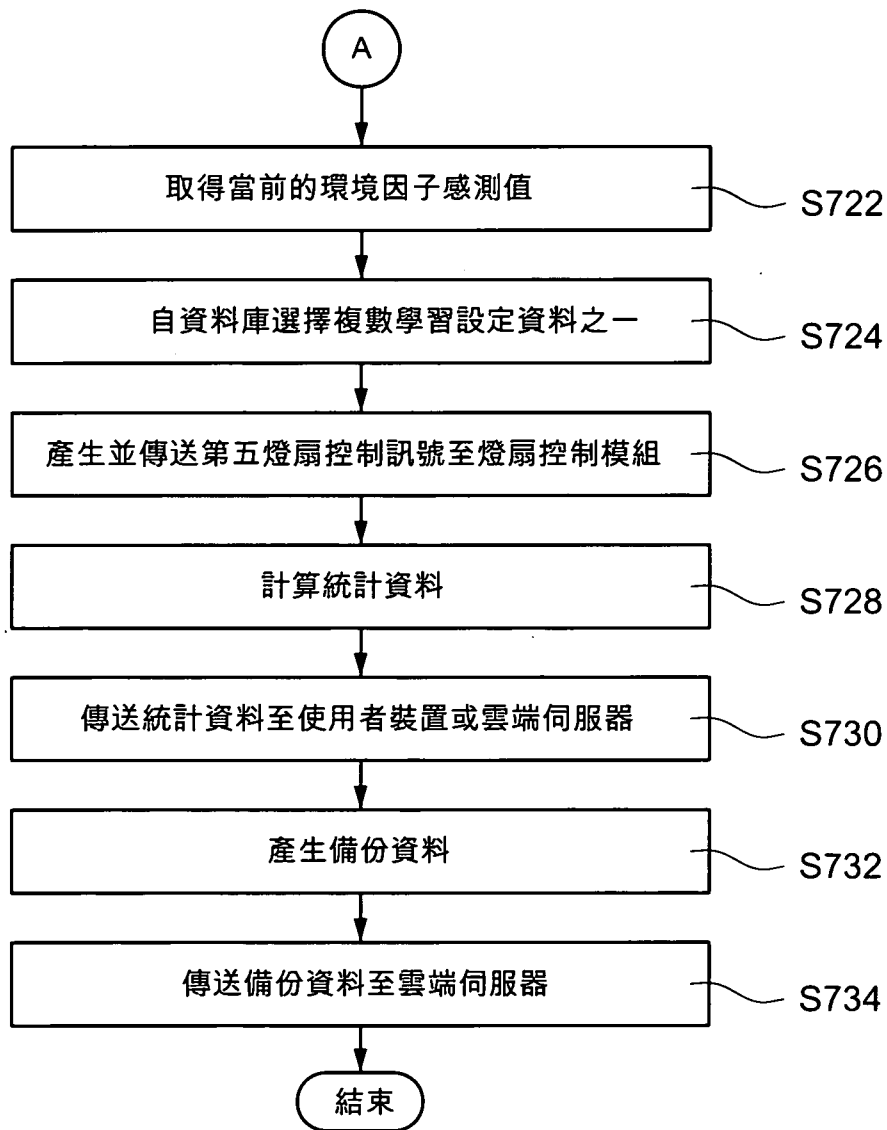 A
取得當前的環境因子感測值
S722
自資料庫選擇複數學習設定資料之一
S724
產生並傳送第五燈扇控制訊號至燈扇控制模組
S726
計算統計資料
S728
傳送統計資料至使用者裝置或雲端伺服器
S730
產生備份資料
S732
傳送備份資料至雲端伺服器
S734
結束